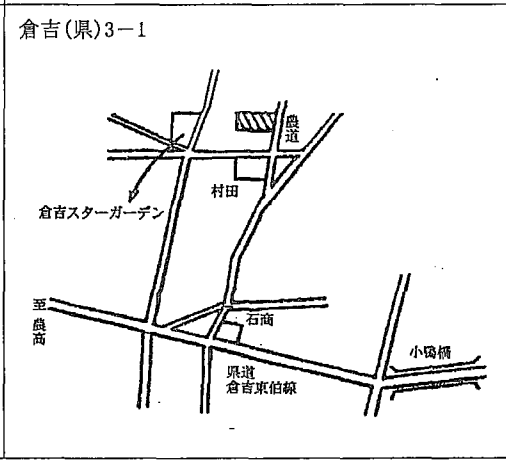 倉吉(県)3-1
農道
村田
倉吉スターガーデン
至農高
石商
小鴨橋
県道
倉吉東伯線